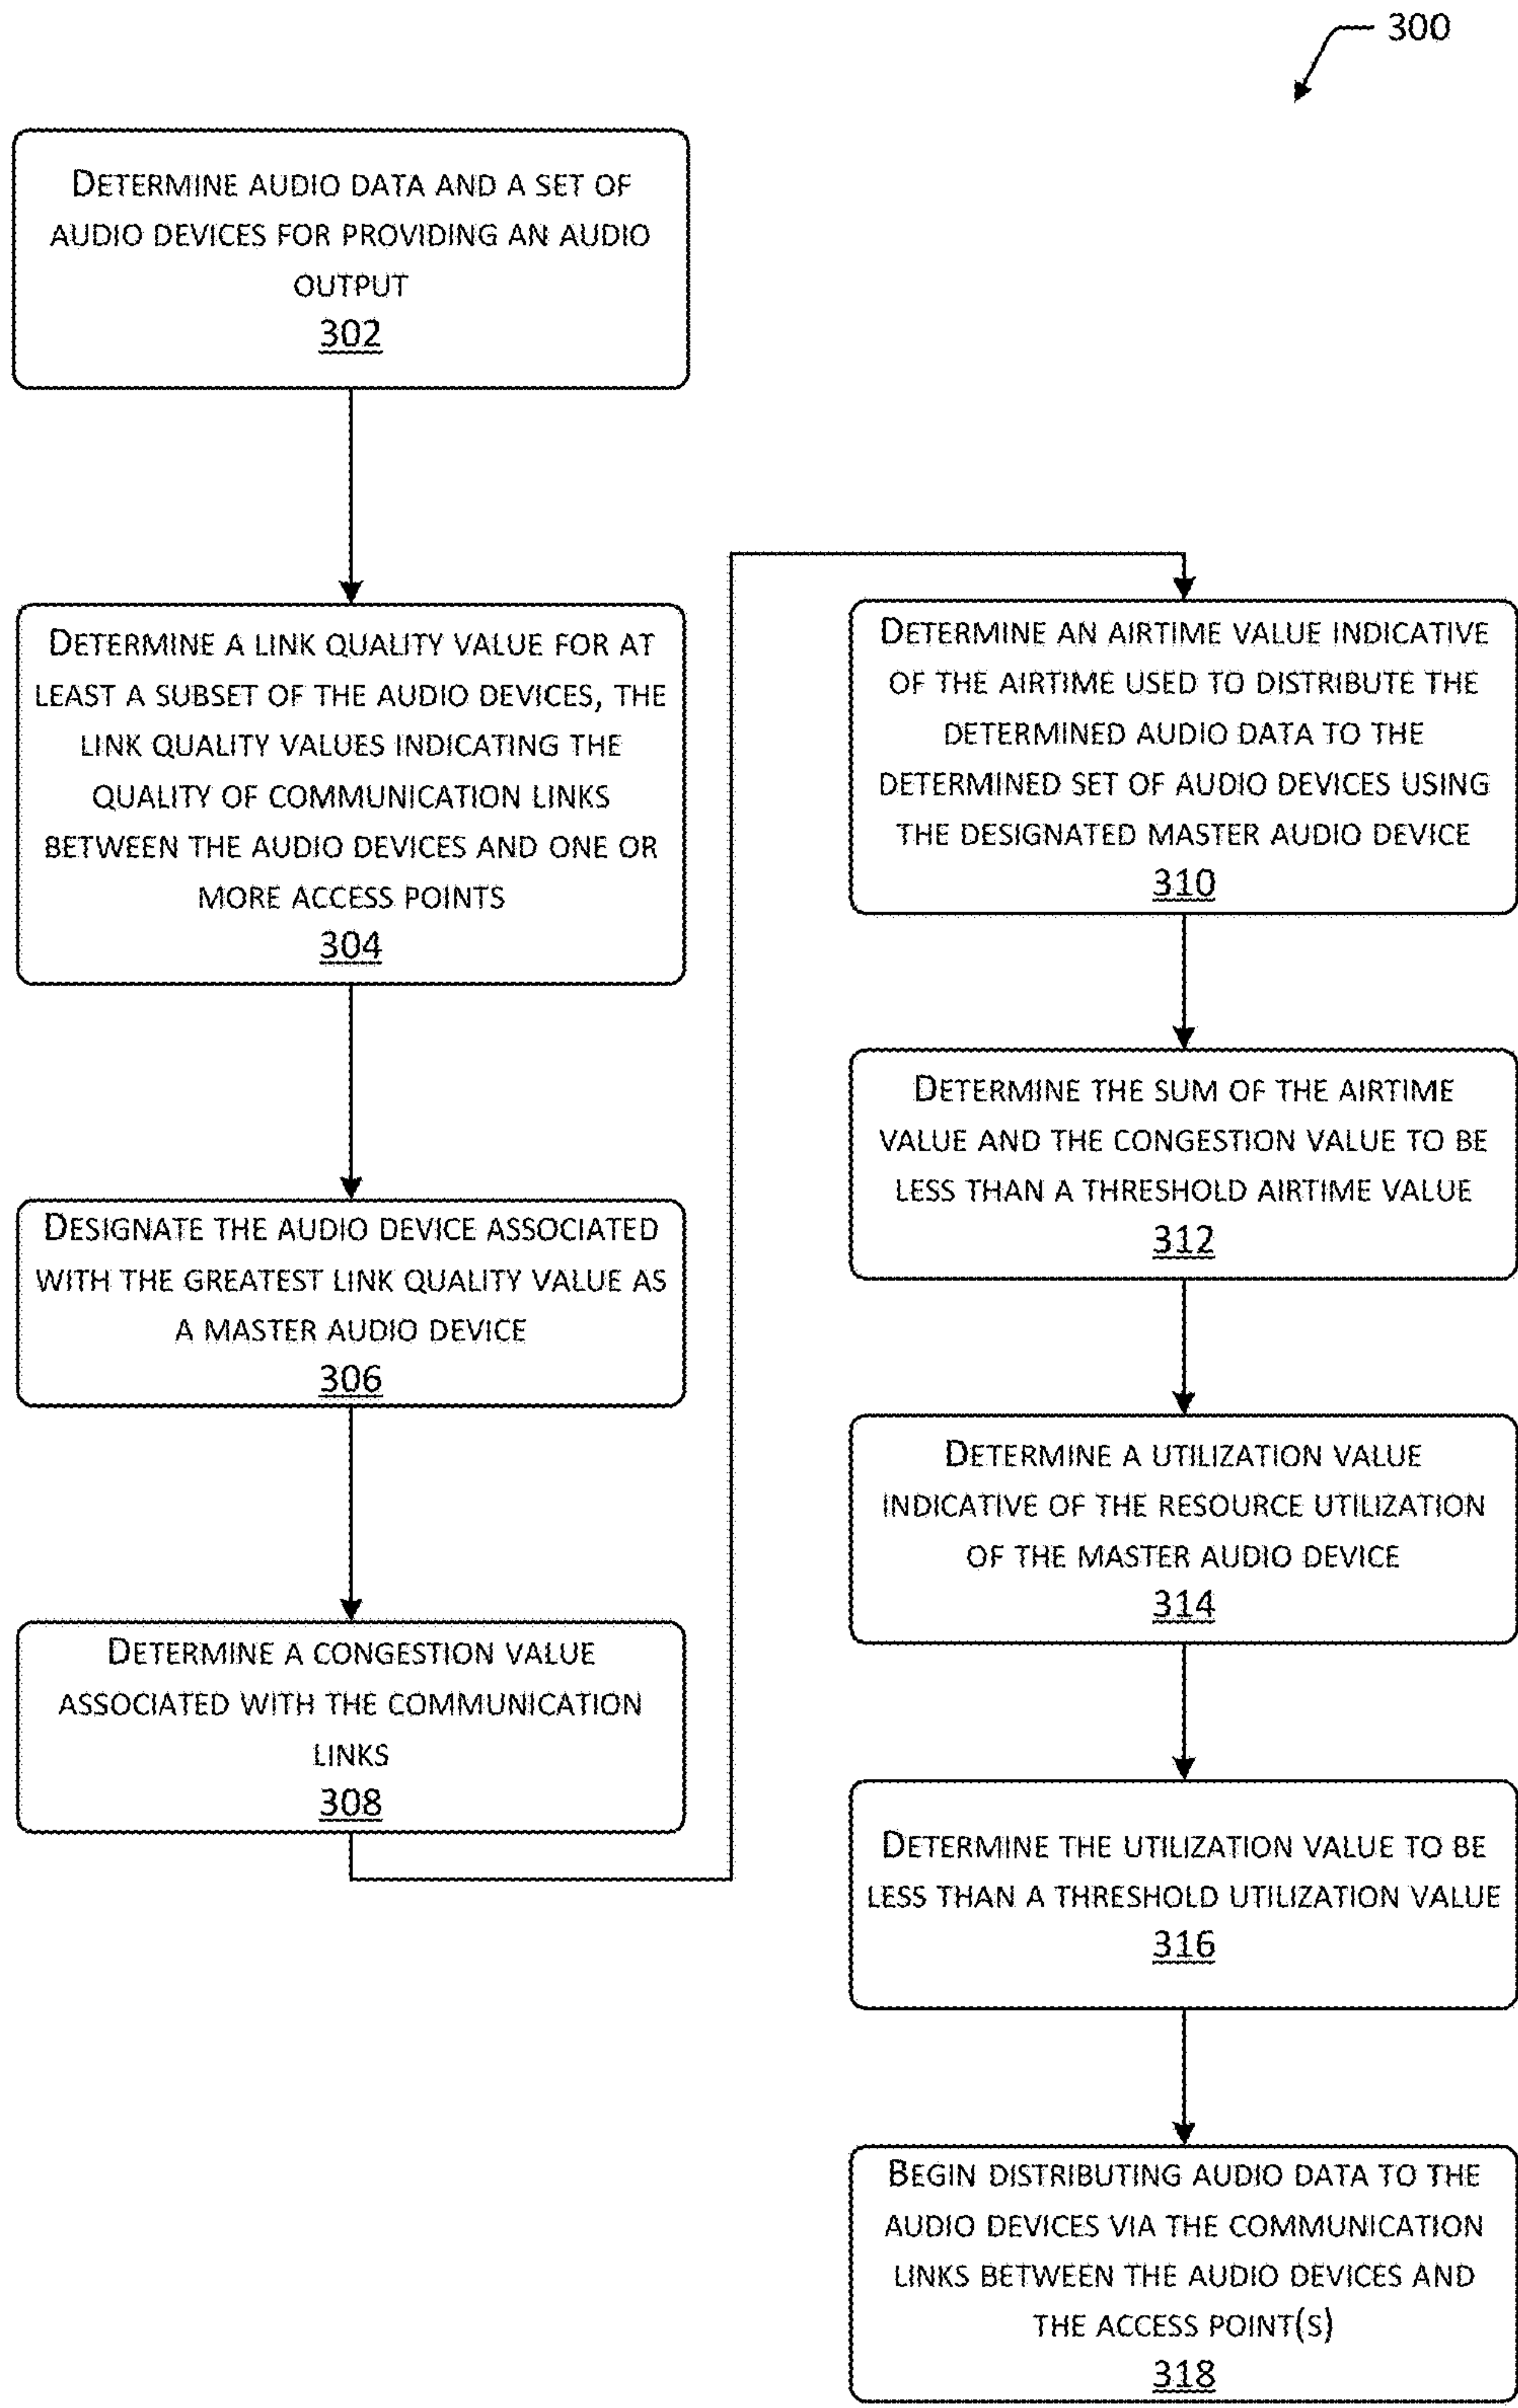 300
DETERMINE AUDIO DATA AND A SET OF
AUDIO DEVICES FOR PROVIDING AN AUDIO
OUTPUT
302
DETERMINE A LINK QUALITY VALUE FOR AT
LEAST A SUBSET OF THE AUDIO DEVICES, THE
LINK QUALITY VALUES INDICATING THE
QUALITY OF COMMUNICATION LINKS
BETWEEN THE AUDIO DEVICES AND ONE OR
MORE ACCESS POINTS
304
DESIGNATE THE AUDIO DEVICE ASSOCIATED
WITH THE GREATEST LINK QUALITY VALUE AS
A MASTER AUDIO DEVICE
306
DETERMINE A CONGESTION VALUE
ASSOCIATED WITH THE COMMUNICATION
LINKS
308
DETERMINE AN AIRTIME VALUE INDICATIVE
OF THE AIRTIME USED TO DISTRIBUTE THE
DETERMINED AUDIO DATA TO THE
DETERMINED SET OF AUDIO DEVICES USING
THE DESIGNATED MASTER AUDIO DEVICE
310
DETERMINE THE SUM OF THE AIRTIME
VALUE AND THE CONGESTION VALUE TO BE
LESS THAN A THRESHOLD AIRTIME VALUE
312
DETERMINE A UTILIZATION VALUE
INDICATIVE OF THE RESOURCE UTILIZATION
OF THE MASTER AUDIO DEVICE
314
DETERMINE THE UTILIZATION VALUE TO BE
LESS THAN A THRESHOLD UTILIZATION VALUE
316
BEGIN DISTRIBUTING AUDIO DATA TO THE
AUDIO DEVICES VIA THE COMMUNICATION
LINKS BETWEEN THE AUDIO DEVICES AND
THE ACCESS POINT(S)
318